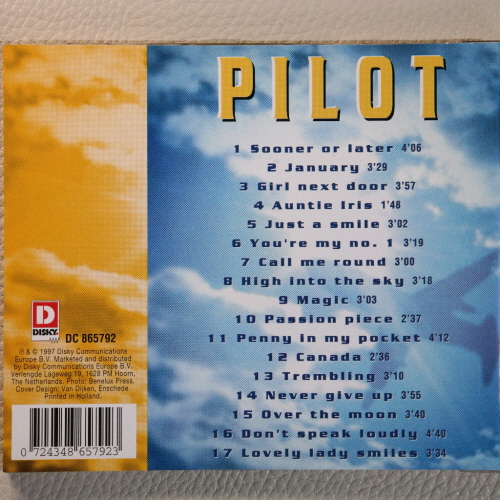 PILOT
1 Sooner or later 4'06
2 January 3'29
3 Girl next door 3'57
4 Auntie Iris 1'48
5 Just a smile 3'02
6 You're my no. 1 3'19
7 Call me round 3'00
8 High into the sky 3'18
9 Magic 3'03
10 Passion piece 2'37
11 Penny in my pocket 4'12
12 Canada 2'36
13 Trembling 3'10
14 Never give up 3'55
15 Over the moon 3'40
16 Don't speak loudly 4'40
17 Lovely lady smiles 3'34
DISKY
DC 865792
℗ & © 1997 Disky Communications
Europe B.V. Marketed and distributed
by Disky Communications Europe B.V.
Verlengde Lageweg 19, 1628 PM Hoorn,
The Netherlands. Photo: Benelux Press.
Cover Design: Van Dijken, Enschede
Printed in Holland.
0 724348 657923